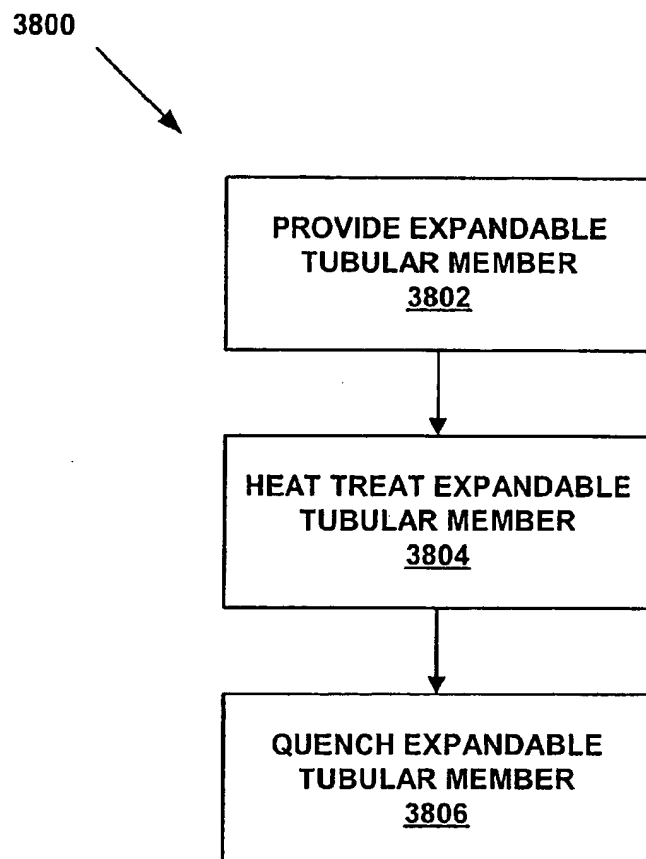 3800
PROVIDE EXPANDABLE
TUBULAR MEMBER
3802
HEAT TREAT EXPANDABLE
TUBULAR MEMBER
3804
QUENCH EXPANDABLE
TUBULAR MEMBER
3806